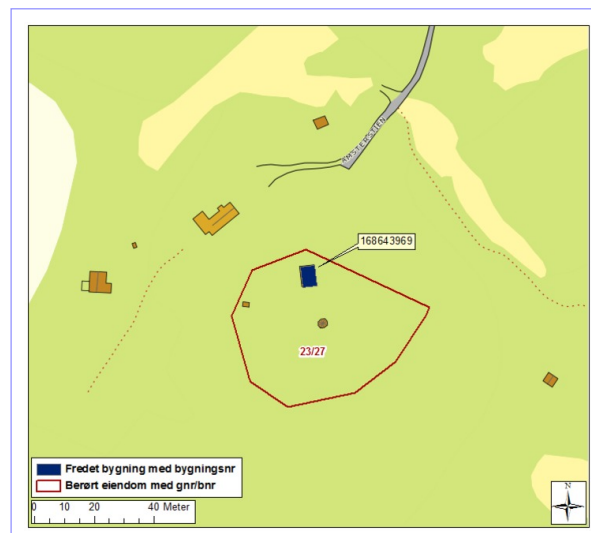 168643969
23/27
Fredet bygning med bygningsnr
Berørt eiendom med gnr/bnr
0 10 20 40 Meter
N